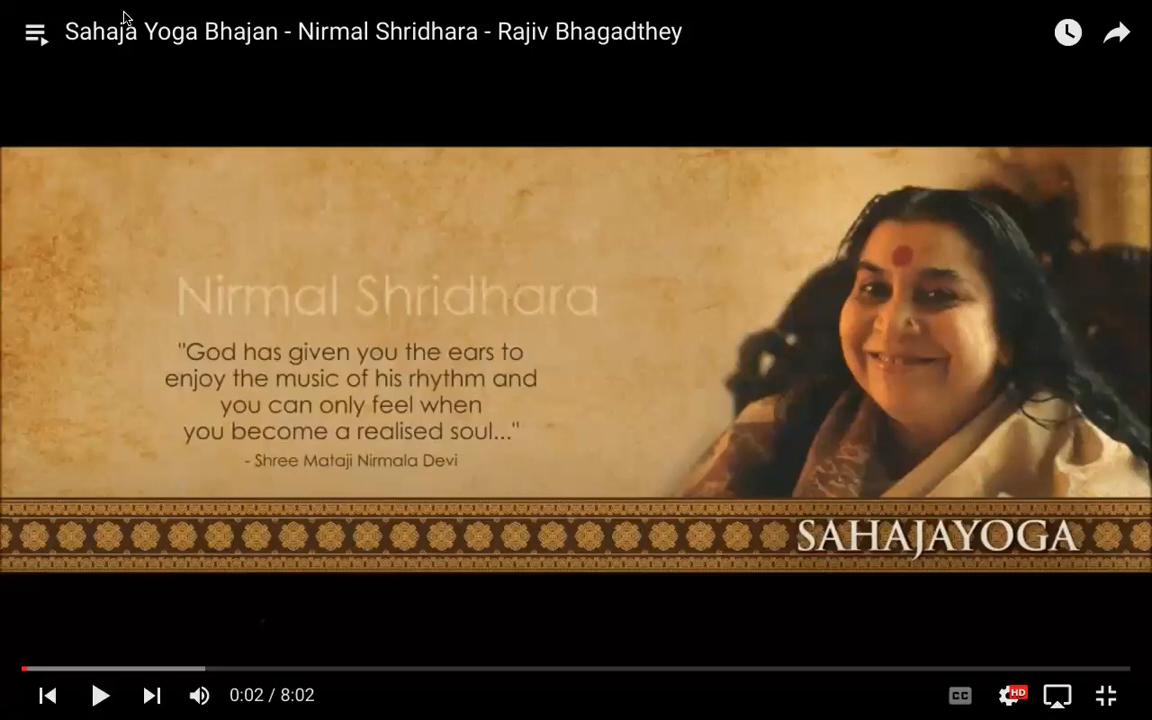 Sahaja Yoga Bhajan - Nirmal Shridhara - Rajiv Bhagadthey
Nirmal Shridhara
"God has given you the ears to
enjoy the music of his rhythm and
you can only feel when
you become a realised soul..."
- Shree Mataji Nirmala Devi
SAHAJAYOGA
0:02 / 8:02
CC
HD